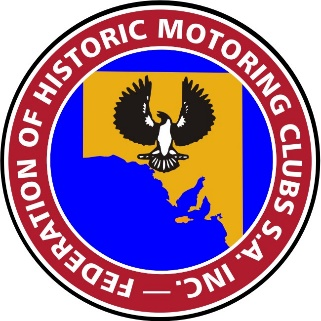 FEDERATION OF HISTORIC MOTORING CLUBS S.A. INC. —